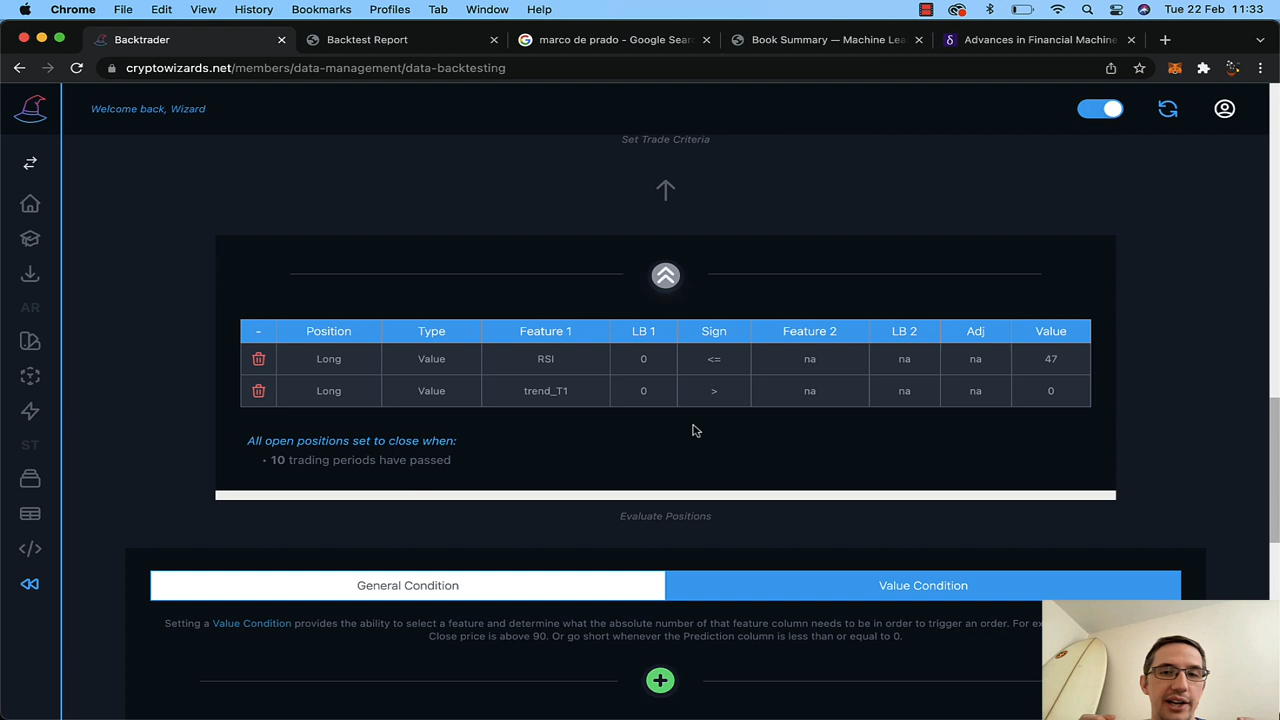 Chrome File Edit View History Bookmarks Profiles Tab Window Help Tue 22 Feb 11:33
Backtrader Backtest Report marco de prado - Google Sear Book Summary — Machine Lea Advances in Financial Machine
cryptowizards.net/members/data-management/data-backtesting
Welcome back, Wizard
Set Trade Criteria
AR
ST
- Position Type Feature 1 LB 1 Sign Feature 2 LB 2 Adj Value
Long Value RSI 0 <= na na na 47
Long Value trend_T1 0 > na na na 0
All open positions set to close when:
• 10 trading periods have passed
Evaluate Positions
General Condition Value Condition
Setting a Value Condition provides the ability to select a feature and determine what the absolute number of that feature column needs to be in order to trigger an order. For ex
Close price is above 90. Or go short whenever the Prediction column is less than or equal to 0.